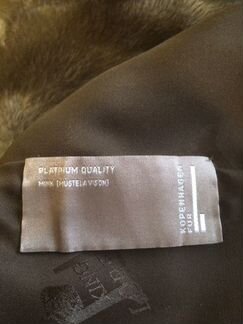 PLATINUM QUALITY
MINK (MUSTELA VISON)
KOPENHAGEN
FUR